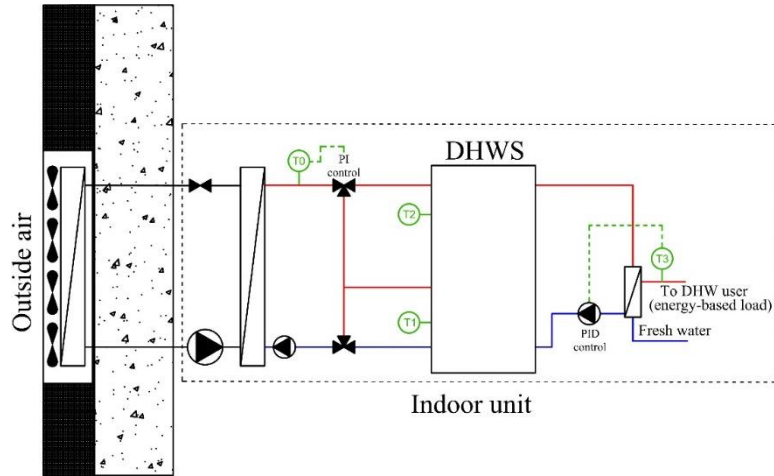 Outside air
T0
PI
control
DHWS
T2
T1
T3
To DHW user
(energy-based load)
PID
control
Fresh water
Indoor unit